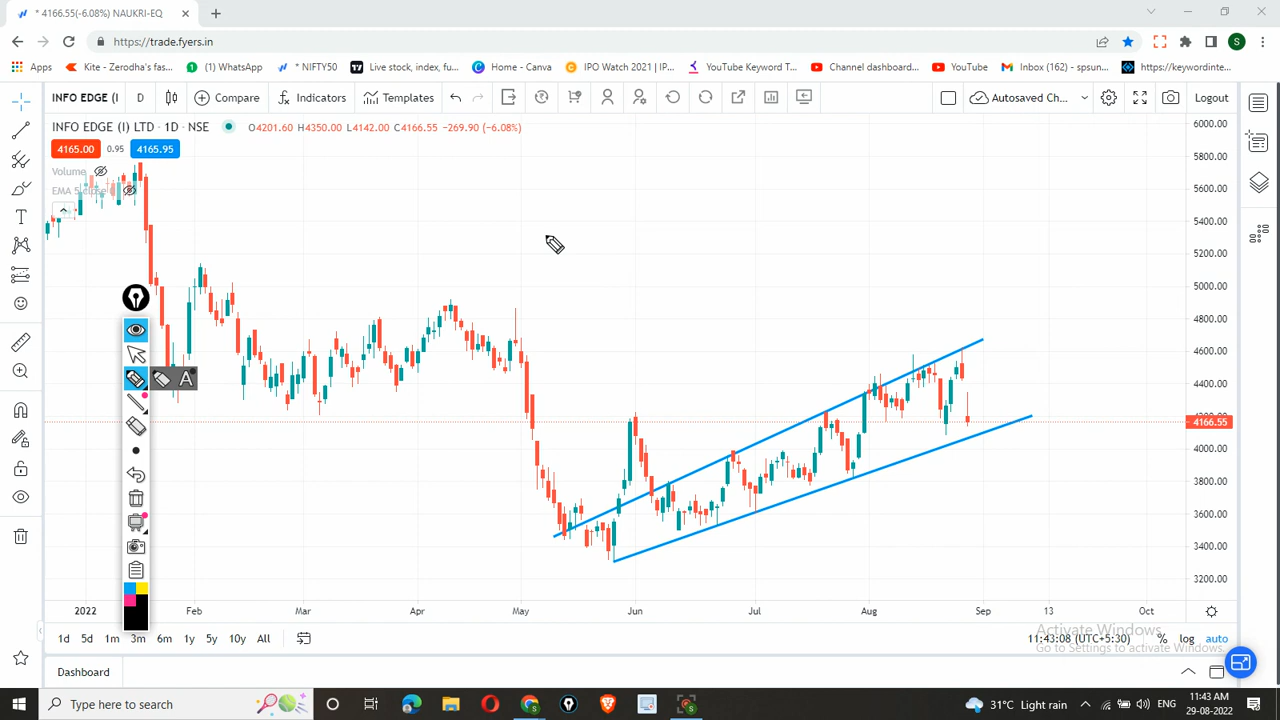 * 4166.55(-6.08%) NAUKRI-EQ
https://trade.fyers.in
S
Apps Kite - Zerodha's fas... (1) WhatsApp * NIFTY50 Live stock, index, fu... Home - Canva IPO Watch 2021 | IP... YouTube Keyword T... Channel dashboard... YouTube Inbox (162) - spsun... https://keywordinte...
INFO EDGE (I D Compare Indicators Templates Autosaved Ch... Logout
INFO EDGE (I) LTD · 1D · NSE O4201.60 H4350.00 L4142.00 C4166.55 -269.90 (-6.08%)
4165.00 0.95 4165.95
Volume
EMA 5 close
6000.00
5800.00
5600.00
5400.00
5200.00
5000.00
4800.00
4600.00
4400.00
4200.00
4166.55
4000.00
3800.00
3600.00
3400.00
3200.00
A
2022 Feb Mar Apr May Jun Jul Aug Sep 13 Oct
1d 5d 1m 3m 6m 1y 5y 10y All 11:43:08 (UTC+5:30) % log auto
Activate Windows
Go to Settings to activate Windows.
Dashboard
Type here to search 31°C Light rain ENG 11:43 AM
29-08-2022